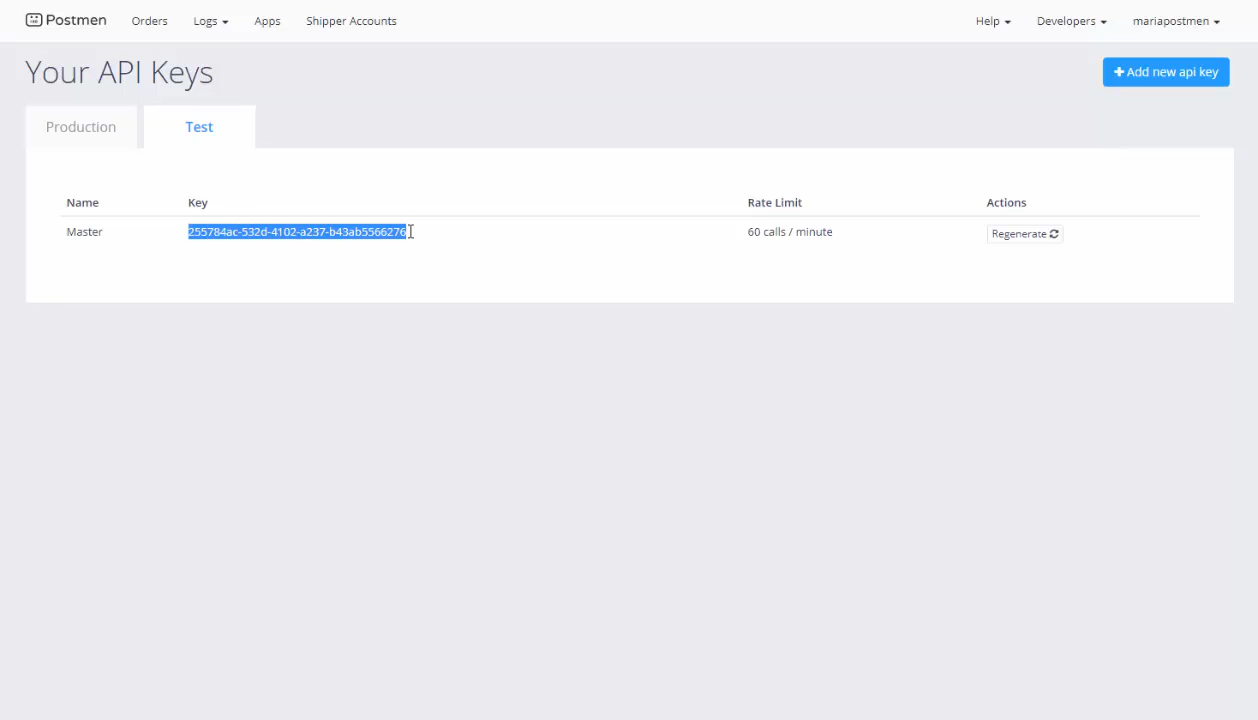 Postmen Orders Logs Apps Shipper Accounts Help Developers mariapostmen
Your API Keys
Add new api key
Production Test
Name Key Rate Limit Actions
Master 255784ac-532d-4102-a237-b43ab5566276 60 calls / minute Regenerate